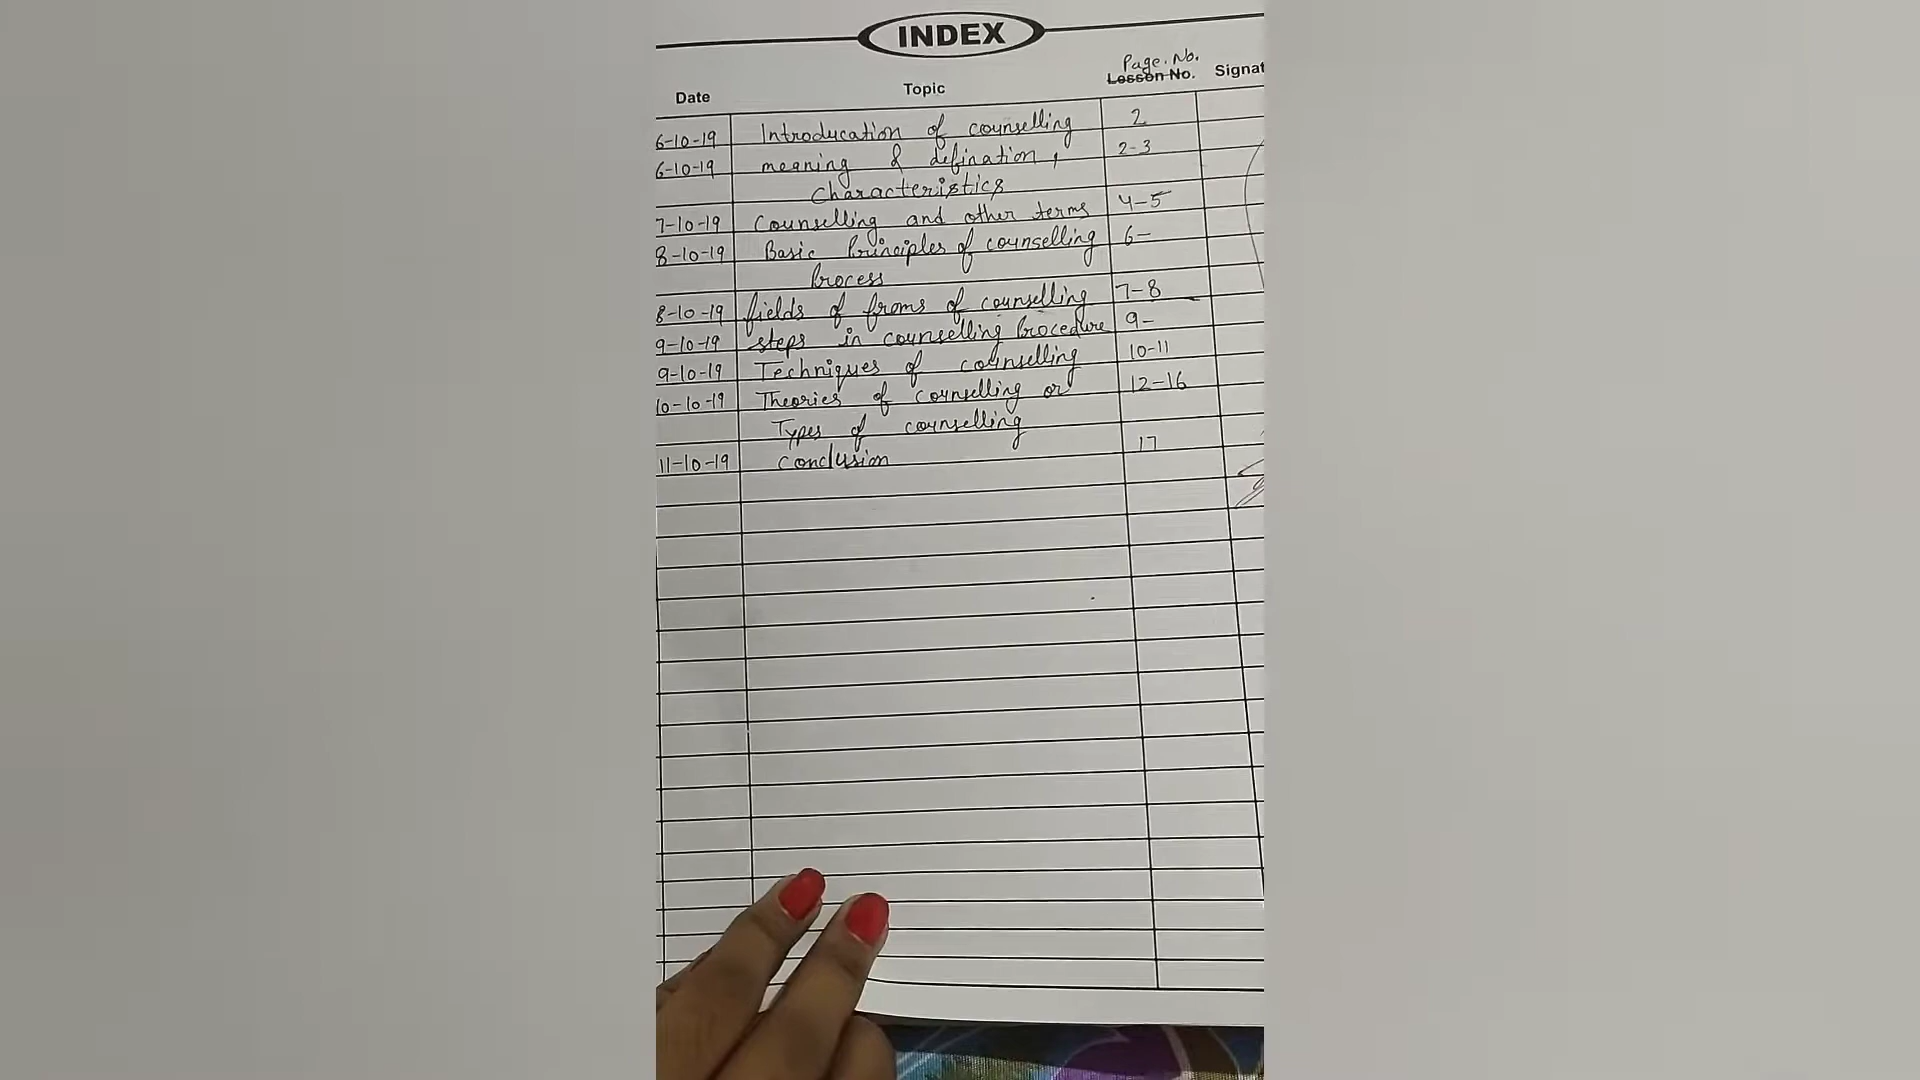 INDEX
Page. No.
Date Topic Lesson No. Signat
6-10-19 Introducation of counselling 2
6-10-19 meaning & defination, 2-3
Characteristics
7-10-19 Counselling and other terms 4-5
8-10-19 Basic Principles of counselling 6-
Process
8-10-19 fields of froms of counselling 7-8
9-10-19 steps in counselling Procedure 9-
9-10-19 Techniques of counselling 10-11
10-10-19 Theories of counselling or 12-16
Types of counselling
11-10-19 Conclusion 17